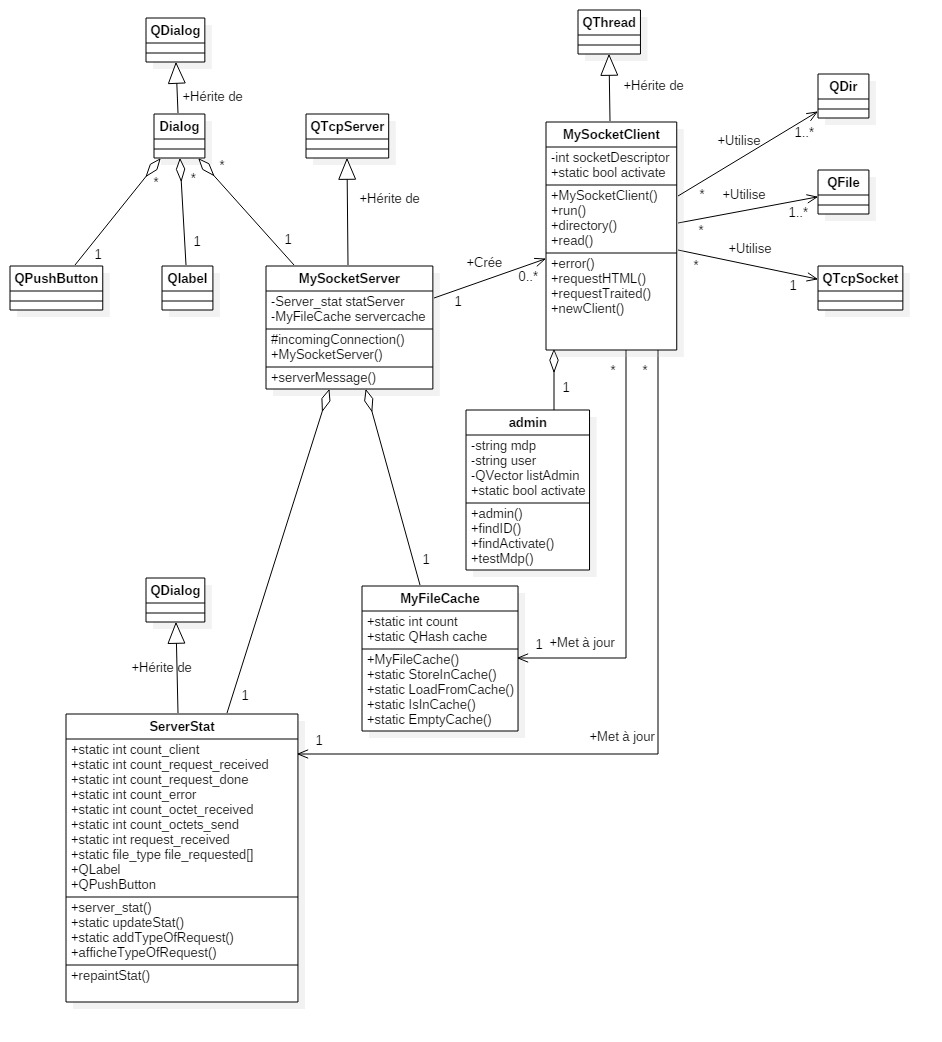 QDialog
+Hérite de
Dialog
*
*
*
1
1
1
QPushButton
Qlabel
QTcpServer
+Hérite de
MySocketServer
-Server_stat statServer
-MyFileCache servercache
#incomingConnection()
+MySocketServer()
+serverMessage()
+Crée
1
0..*
QThread
+Hérite de
MySocketClient
-int socketDescriptor
+static bool activate
+MySocketClient()
+run()
+directory()
+read()
+error()
+requestHTML()
+requestTraited()
+newClient()
+Utilise
*
1..*
QDir
+Utilise
*
1..*
QFile
+Utilise
*
1
QTcpSocket
1
*
*
admin
-string mdp
-string user
-QVector listAdmin
+static bool activate
+admin()
+findID()
+findActivate()
+testMdp()
1
MyFileCache
+static int count
+static QHash cache
+MyFileCache()
+static StoreInCache()
+static LoadFromCache()
+static IsInCache()
+static EmptyCache()
1
+Met à jour
QDialog
+Hérite de
1
ServerStat
+static int count_client
+static int count_request_received
+static int count_request_done
+static int count_error
+static int count_octet_received
+static int count_octets_send
+static int request_received
+static file_type file_requested[]
+QLabel
+QPushButton
+server_stat()
+static updateStat()
+static addTypeOfRequest()
+afficheTypeOfRequest()
+repaintStat()
1
+Met à jour